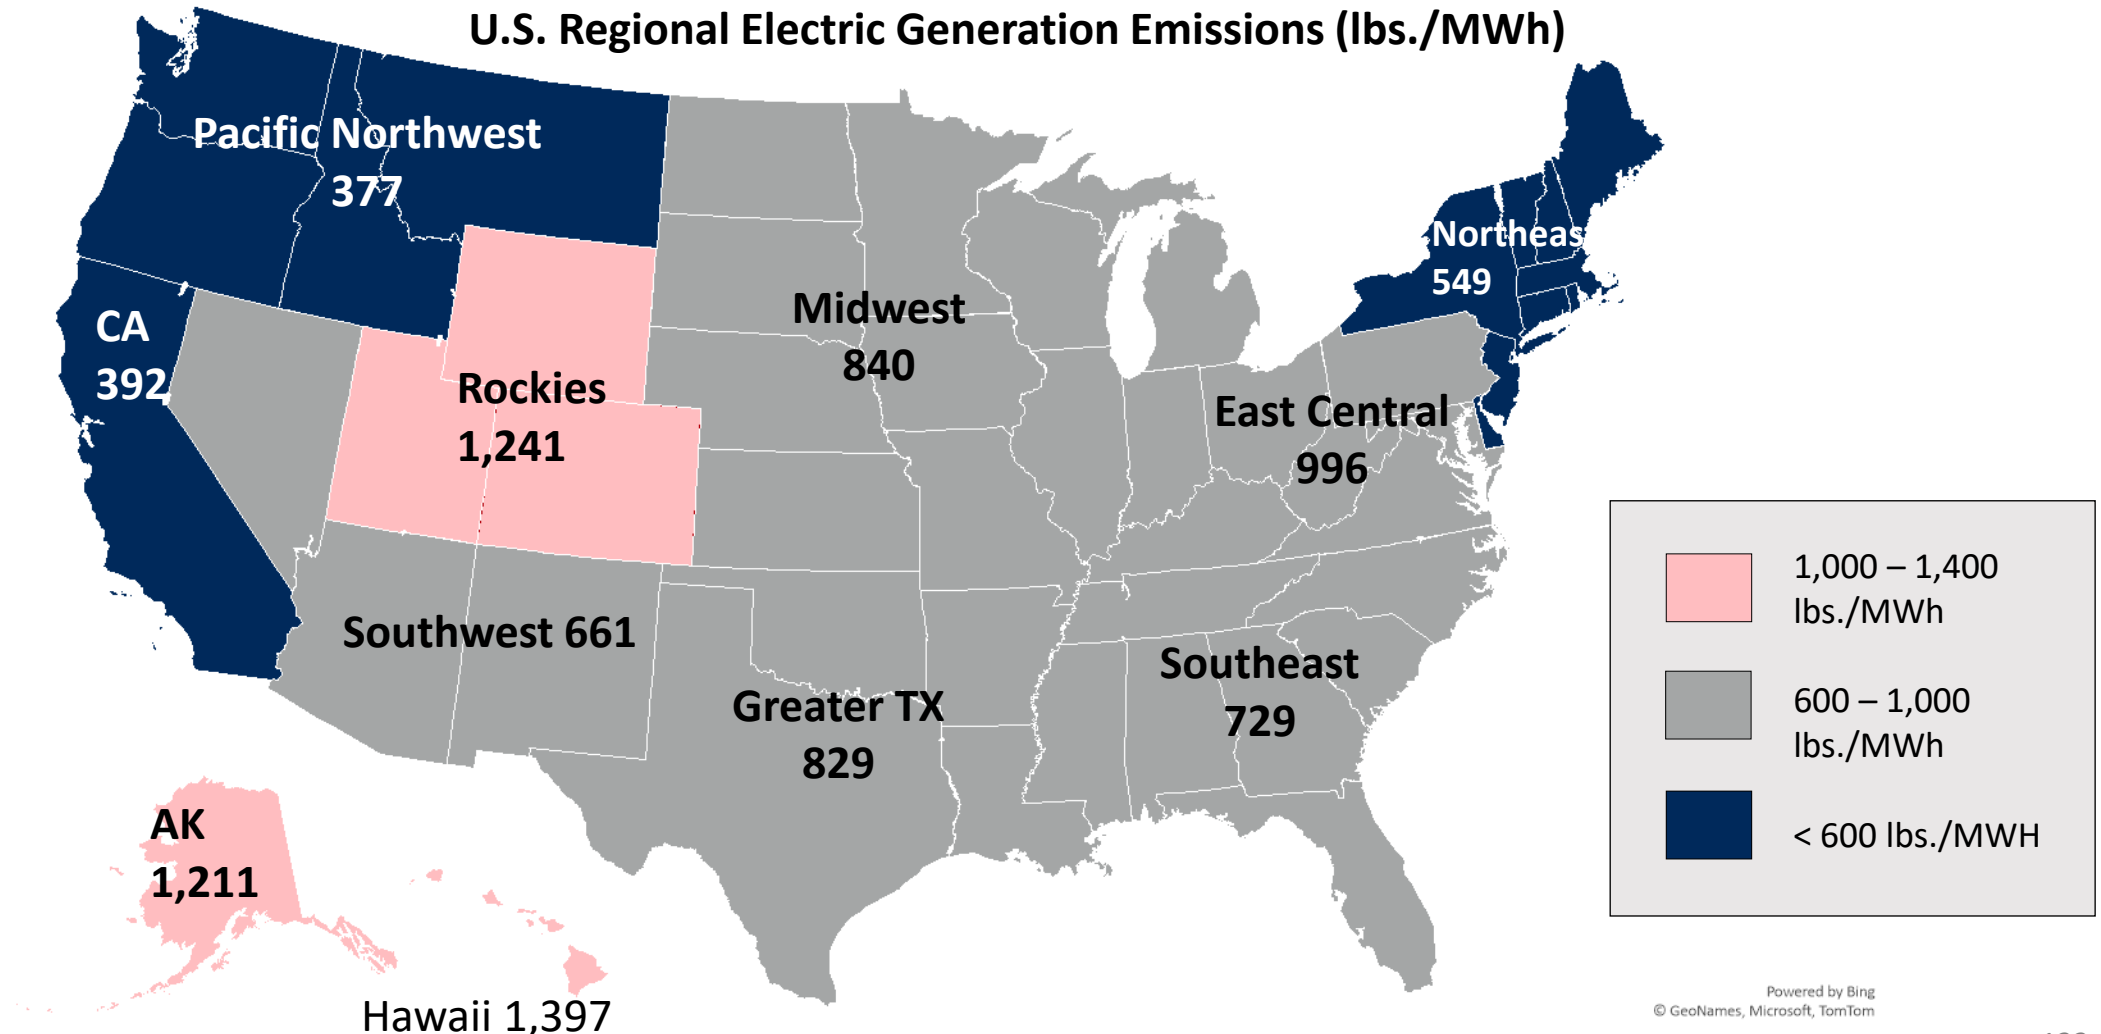 U.S. Regional Electric Generation Emissions (lbs./MWh)
Pacific Northwest
377
Northeas
549
CA
392
Midwest
840
Rockies
1,241
East Central
996
Southwest 661
Southeast
729
Greater TX
829
AK
1,211
Hawaii 1,397
1,000 – 1,400
lbs./MWh
600 – 1,000
lbs./MWh
< 600 lbs./MWH
Powered by Bing
© GeoNames, Microsoft, TomTom